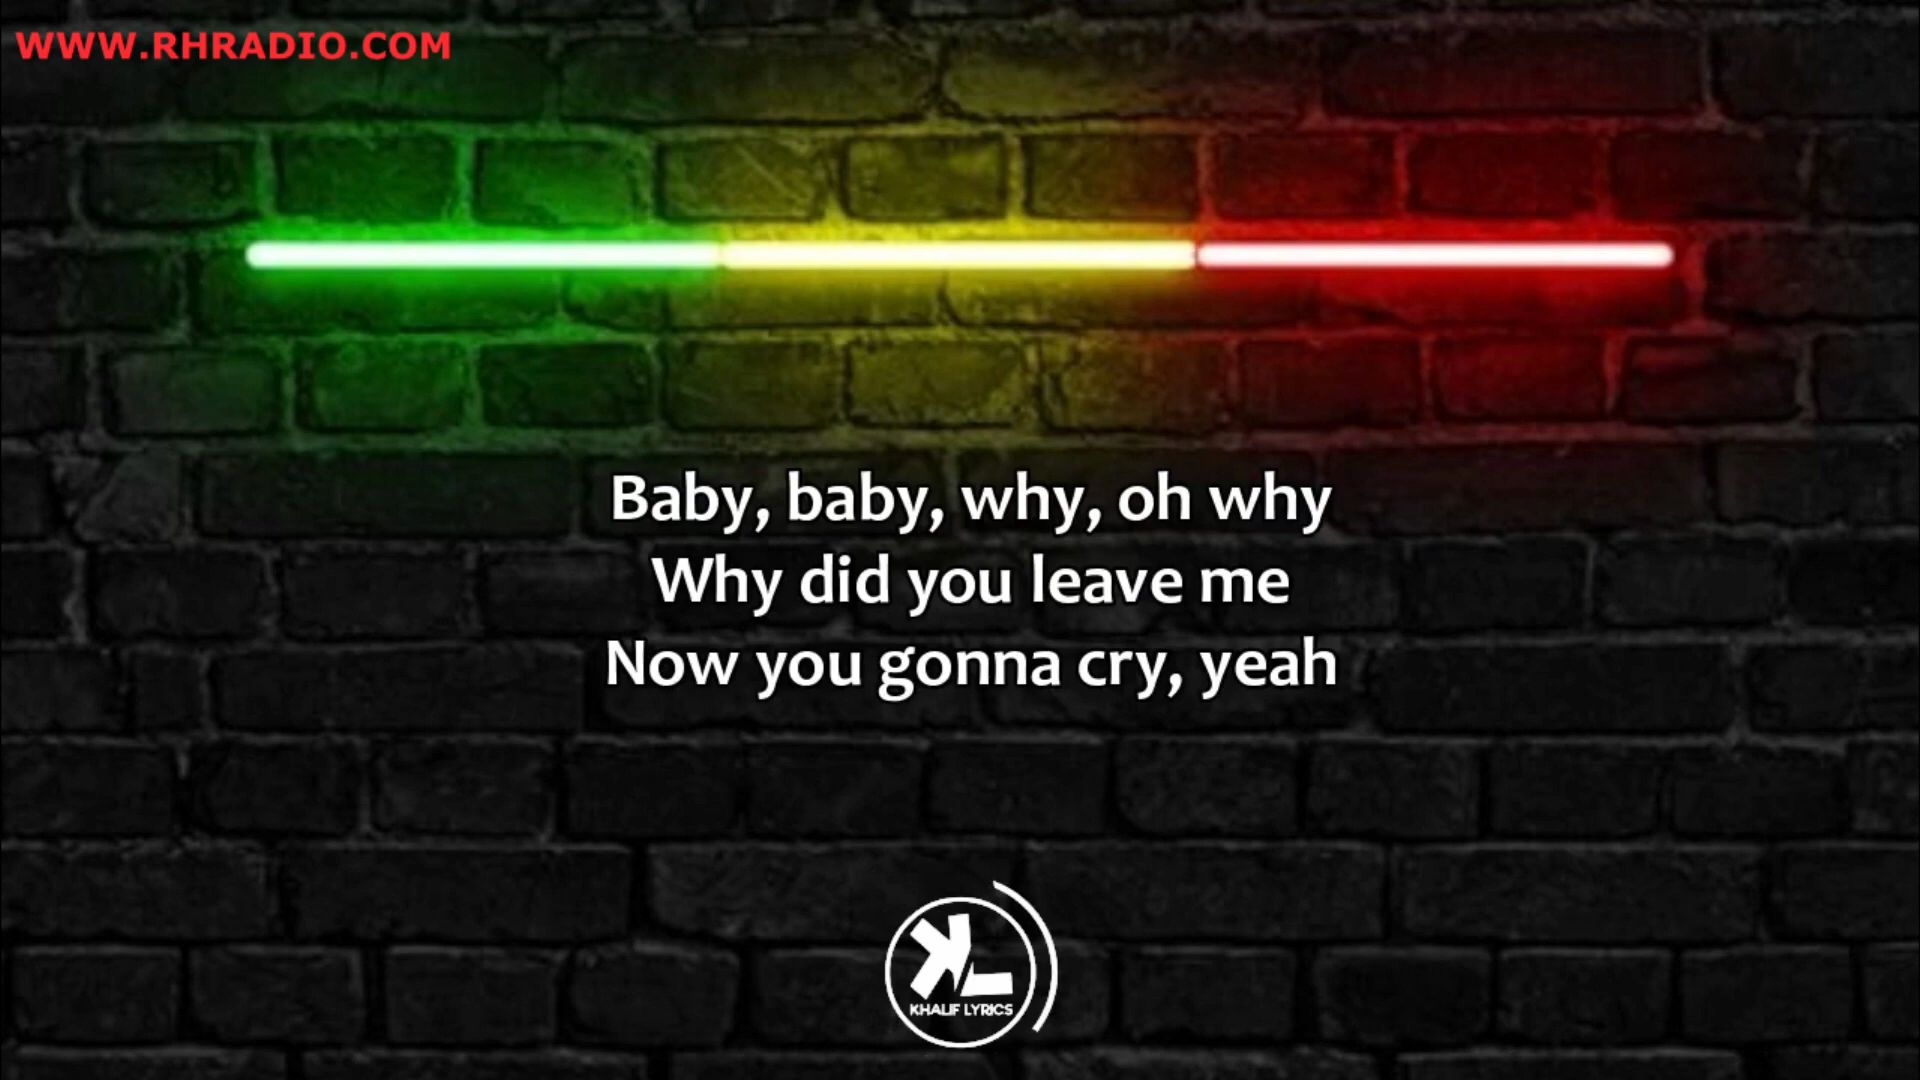 WWW.RHRADIO.COM
Baby, baby, why, oh why
Why did you leave me
Now you gonna cry, yeah
KL
KHALIF LYRICS